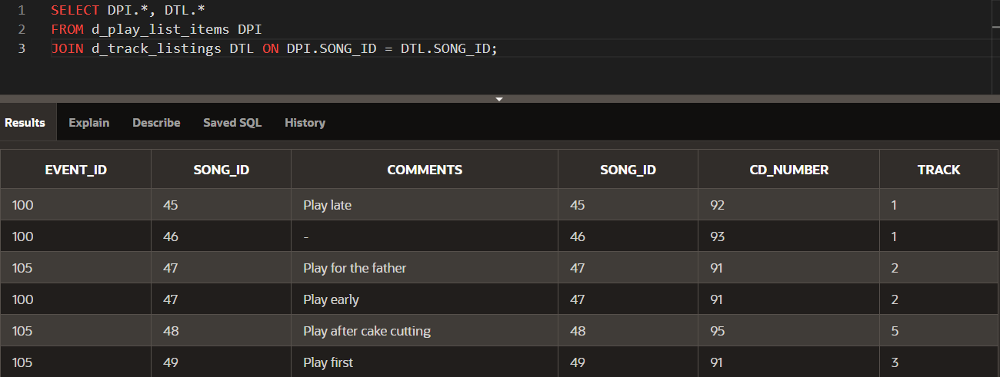 1 SELECT DPI.*, DTL.*
2 FROM d_play_list_items DPI
3 JOIN d_track_listings DTL ON DPI.SONG_ID = DTL.SONG_ID;
Results Explain Describe Saved SQL History
EVENT_ID SONG_ID COMMENTS SONG_ID CD_NUMBER TRACK
100 45 Play late 45 92 1
100 46 - 46 93 1
105 47 Play for the father 47 91 2
100 47 Play early 47 91 2
105 48 Play after cake cutting 48 95 5
105 49 Play first 49 91 3